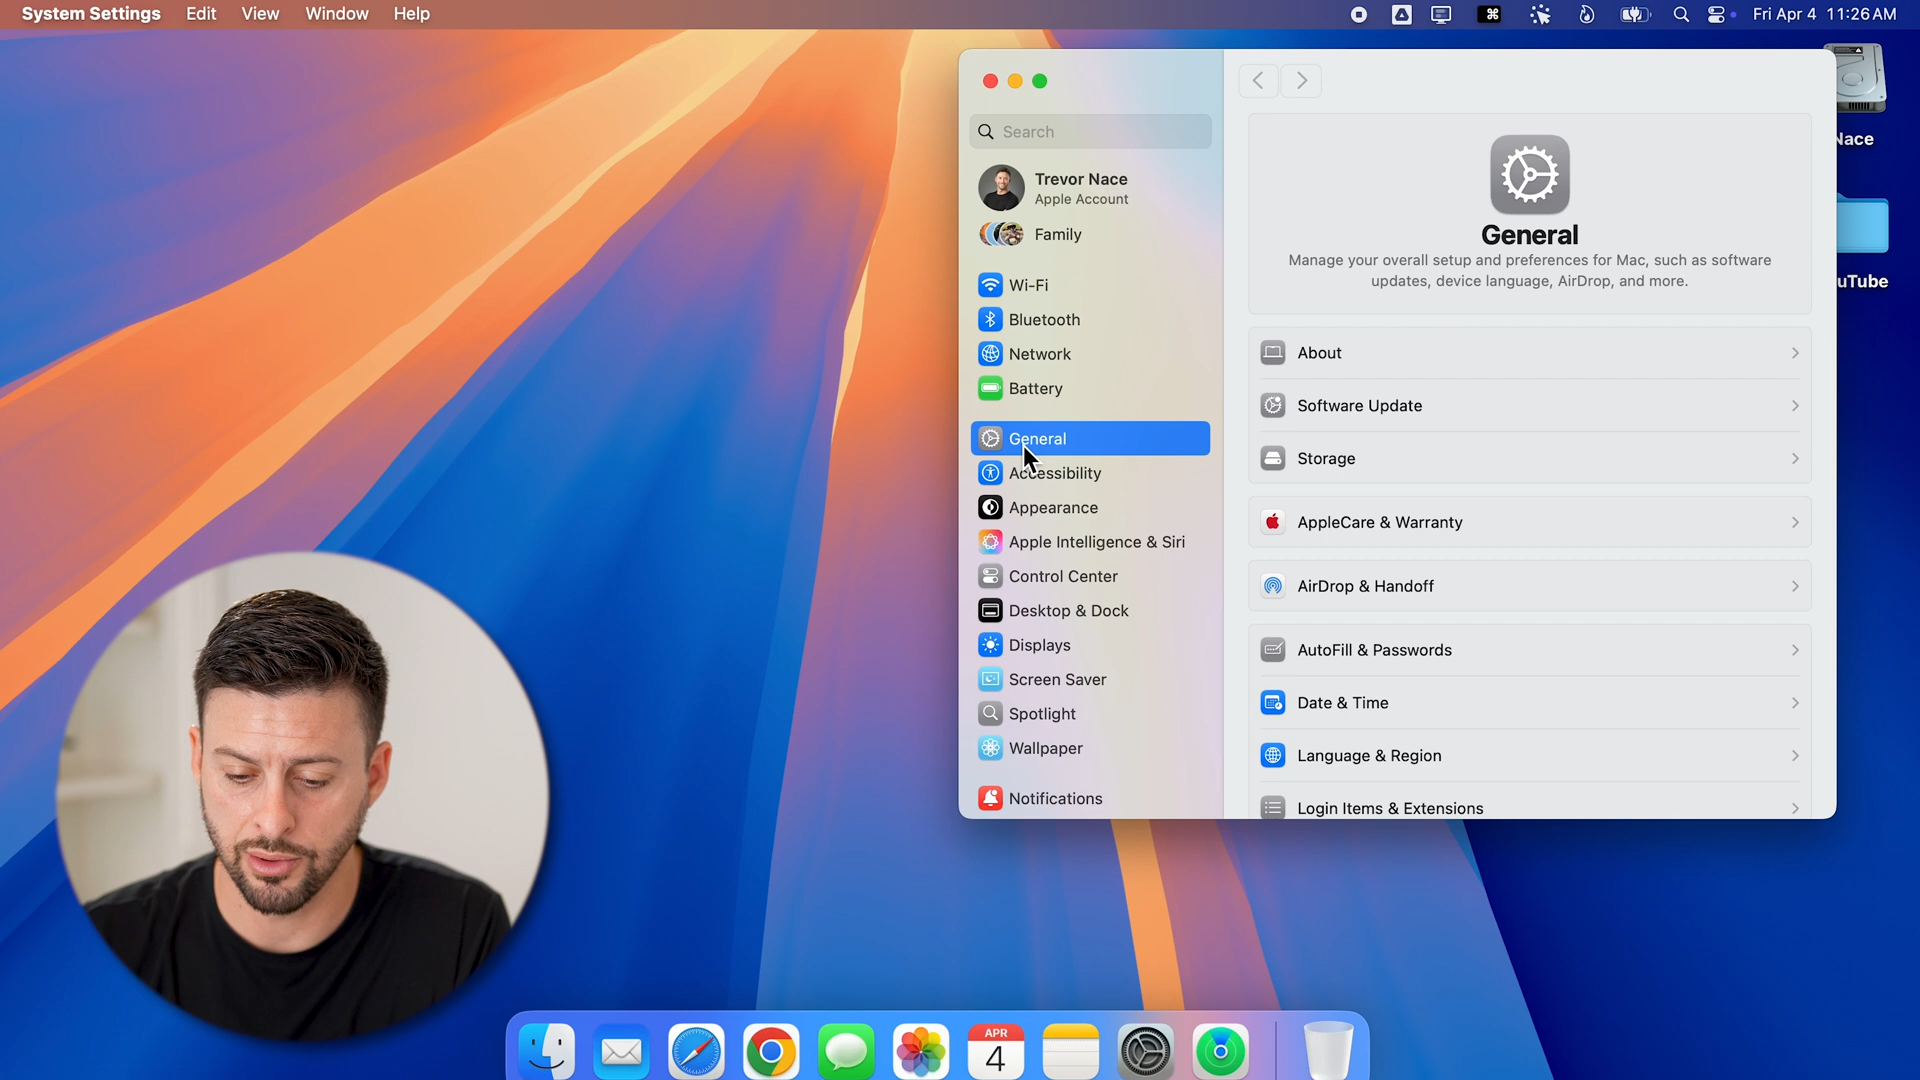 System Settings Edit View Window Help
Fri Apr 4 11:26 AM
Search
Trevor Nace
Apple Account
Family
Wi-Fi
Bluetooth
Network
Battery
General
Accessibility
Appearance
Apple Intelligence & Siri
Control Center
Desktop & Dock
Displays
Screen Saver
Spotlight
Wallpaper
Notifications
General
Manage your overall setup and preferences for Mac, such as software
updates, device language, AirDrop, and more.
About
Software Update
Storage
AppleCare & Warranty
AirDrop & Handoff
AutoFill & Passwords
Date & Time
Language & Region
Login Items & Extensions
Nace
uTube
APR
4